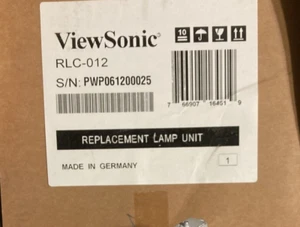 ViewSonic
10
RLC-012
S/N: PWP061200025
7 66907 16451 9
REPLACEMENT LAMP UNIT
MADE IN GERMANY
1